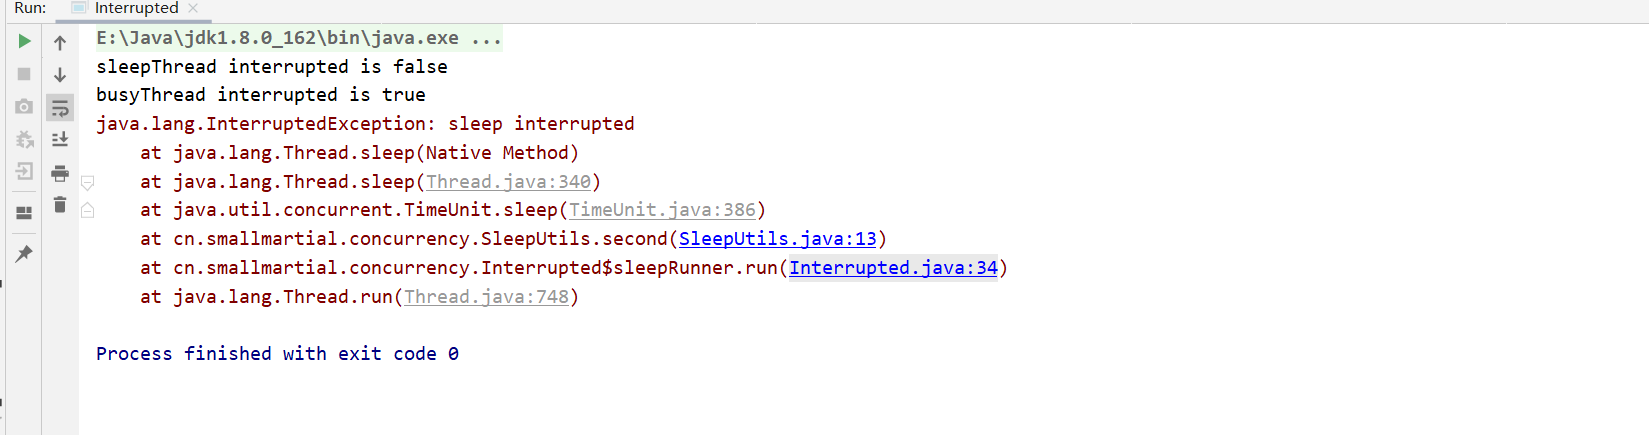 Run: Interrupted
E:\Java\jdk1.8.0_162\bin\java.exe ...
sleepThread interrupted is false
busyThread interrupted is true
java.lang.InterruptedException: sleep interrupted
    at java.lang.Thread.sleep(Native Method)
    at java.lang.Thread.sleep(Thread.java:340)
    at java.util.concurrent.TimeUnit.sleep(TimeUnit.java:386)
    at cn.smallmartial.concurrency.SleepUtils.second(SleepUtils.java:13)
    at cn.smallmartial.concurrency.Interrupted$sleepRunner.run(Interrupted.java:34)
    at java.lang.Thread.run(Thread.java:748)
Process finished with exit code 0